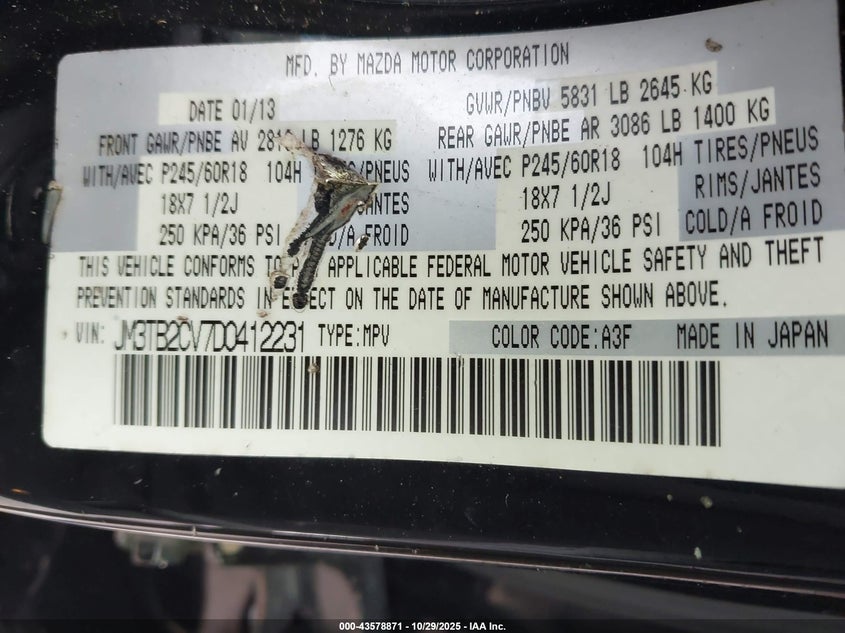 MFD. BY MAZDA MOTOR CORPORATION
DATE 01/13 GVWR/PNBV 5831 LB 2645 KG
FRONT GAWR/PNBE AV LB 1276 KG REAR GAWR/PNBE AR 3086 LB 1400 KG
WITH/AVEC P245/60R18 104H WITH/AVEC P245/60R18 104H TIRES/PNEUS
18X7 1/2J 18X7 1/2J RIMS/JANTES
250 KPA/36 PSI FROID 250 KPA/36 PSI COLD/A FROID
THIS VEHICLE CONFORMS TO APPLICABLE FEDERAL MOTOR VEHICLE SAFETY AND THEFT
PREVENTION STANDARDS IN EFFECT ON THE DATE OF MANUFACTURE SHOWN ABOVE.
VIN: JM3TB2CV7D0412231 TYPE:MPV COLOR CODE:A3F MADE IN JAPAN
000-43578871 / 10/29/2025 - IAA Inc.